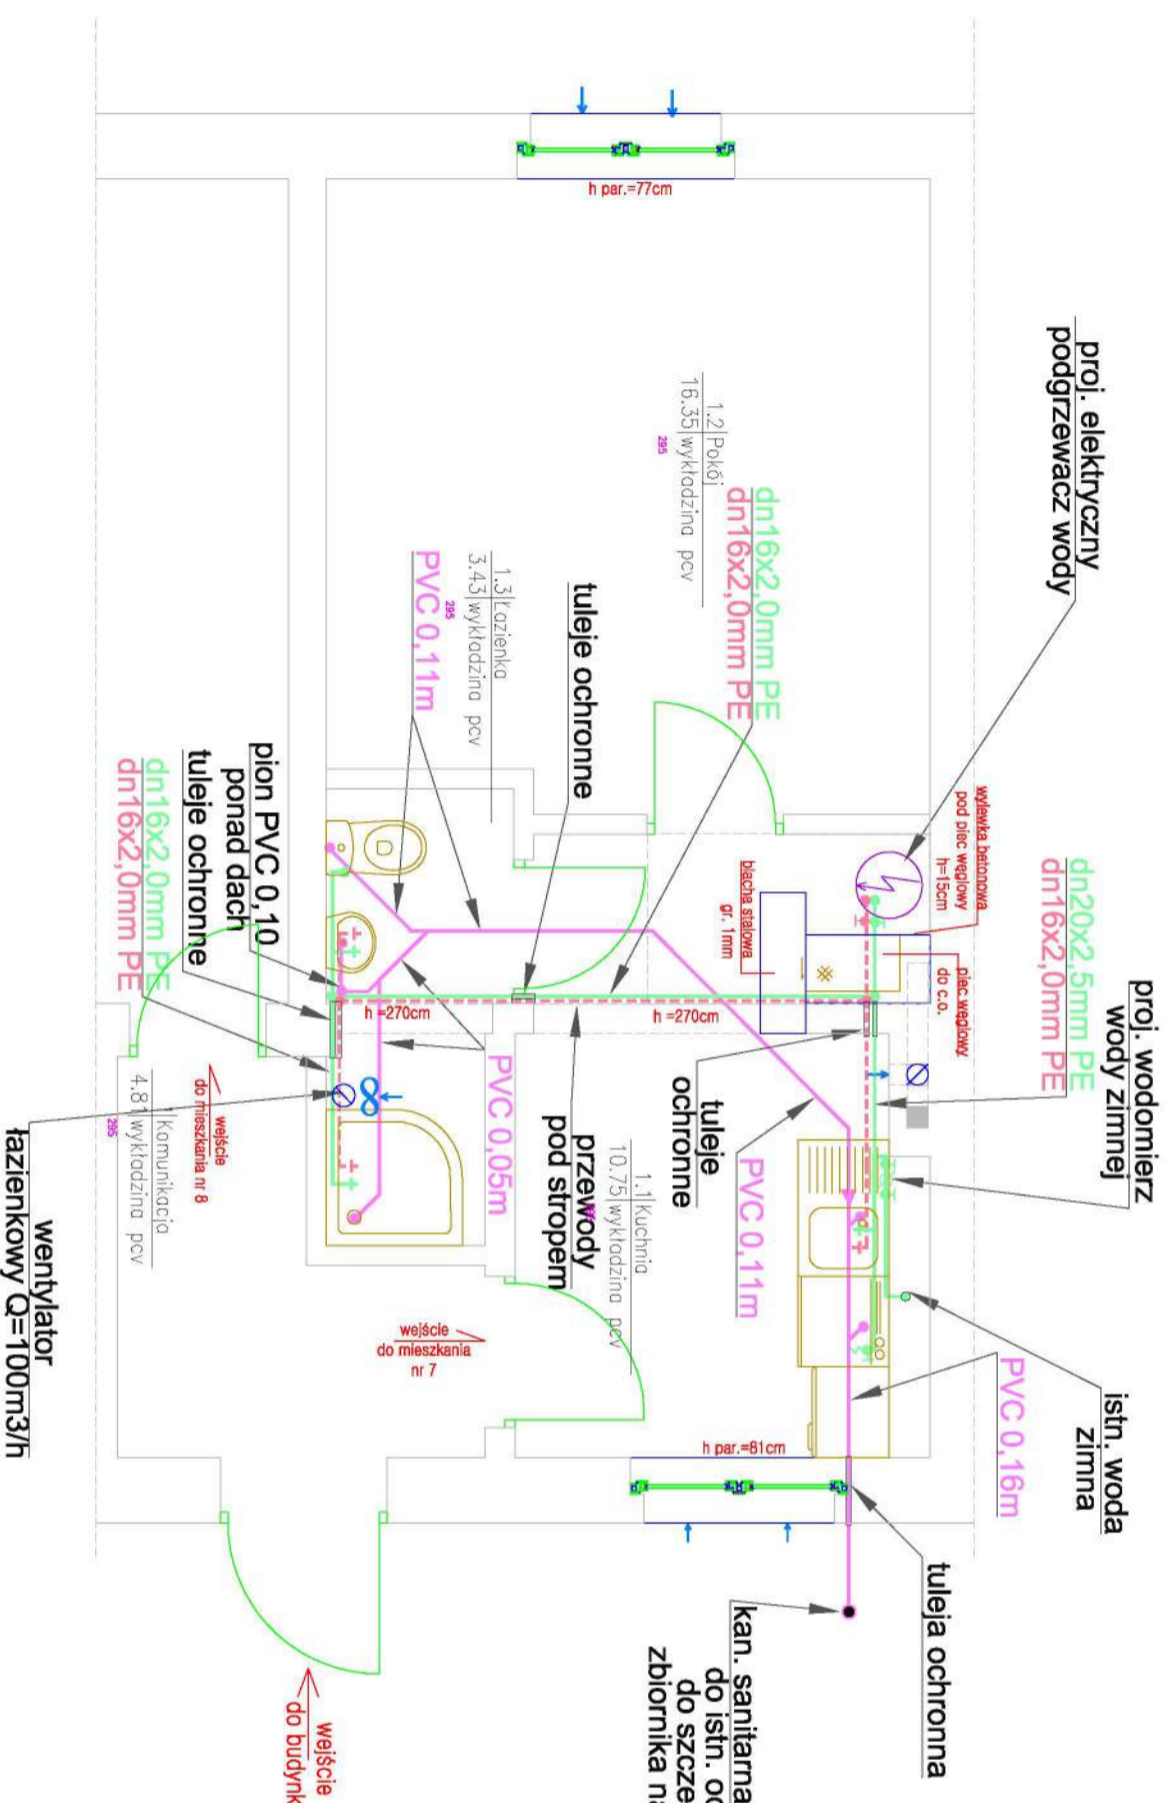 proj. elektryczny
podgrzewacz wody
proj. wodomierz
wody zimnej
istn. woda
zimna
tuleja ochronna
dn20x2,5mm PE
dn16x2,0mm PE
PVC 0,16m
wylewka betonowa
pod piec węglowy
h=15cm
piec węglowy
do c.o.
blacha stalowa
gr. 1mm
h par.=77cm
1.2 Pokój
16.35 wykładzina pcv
295
dn16x2,0mm PE
dn16x2,0mm PE
tuleje ochronne
1.3 Łazienka
3.43 wykładzina pcv
295
PVC 0,11m
PVC 0,11m
tuleje
ochronne
h =270cm
h =270cm
1.1 Kuchnia
10.75 wykładzina pcv
przewody
pod stropem
PVC 0,05m
h par.=81cm
kan. sanitarna
do istn.
zbiornika
wejście
do mieszkania
nr 7
pion PVC 0,10
ponad dach
tuleje ochronne
dn16x2,0mm PE
dn16x2,0mm PE
wejście
do mieszkania nr 8
Komunikacja
4.81 wykładzina pcv
295
wejście
wentylator
łazienkowy Q=100m3/h